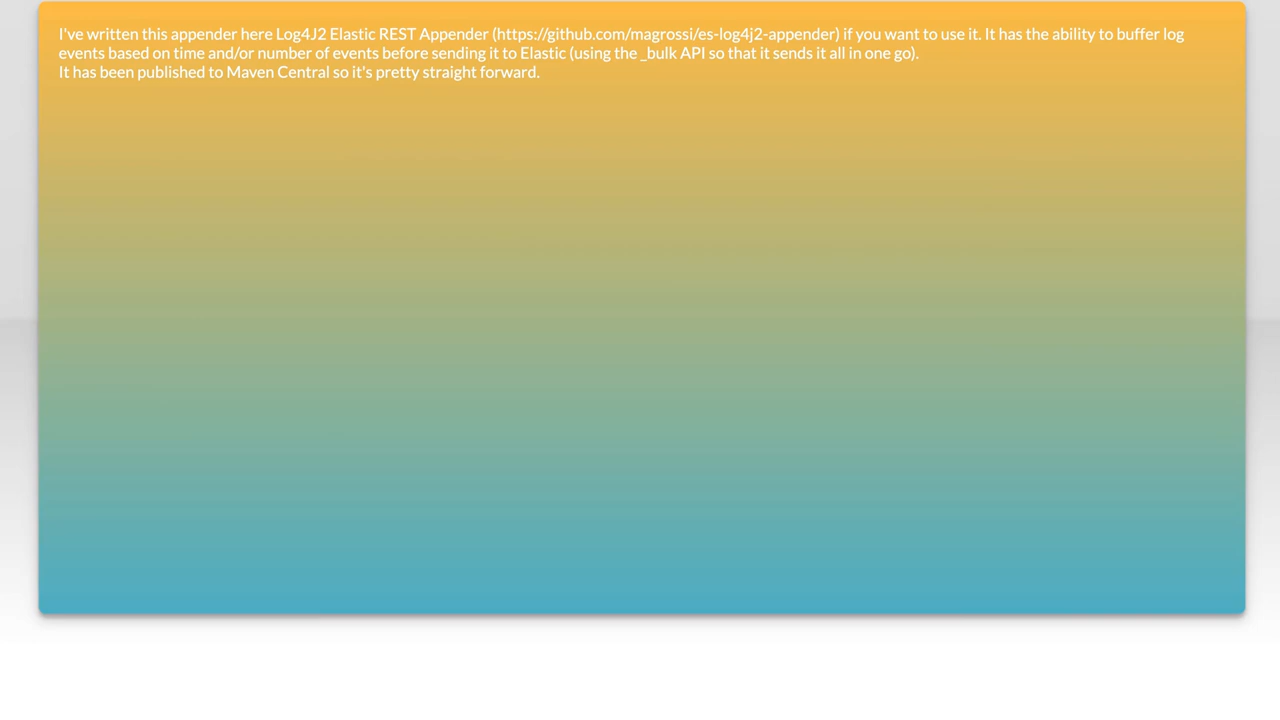 I've written this appender here Log4J2 Elastic REST Appender (https://github.com/magrossi/es-log4j2-appender) if you want to use it. It has the ability to buffer log
events based on time and/or number of events before sending it to Elastic (using the _bulk API so that it sends it all in one go).
It has been published to Maven Central so it's pretty straight forward.